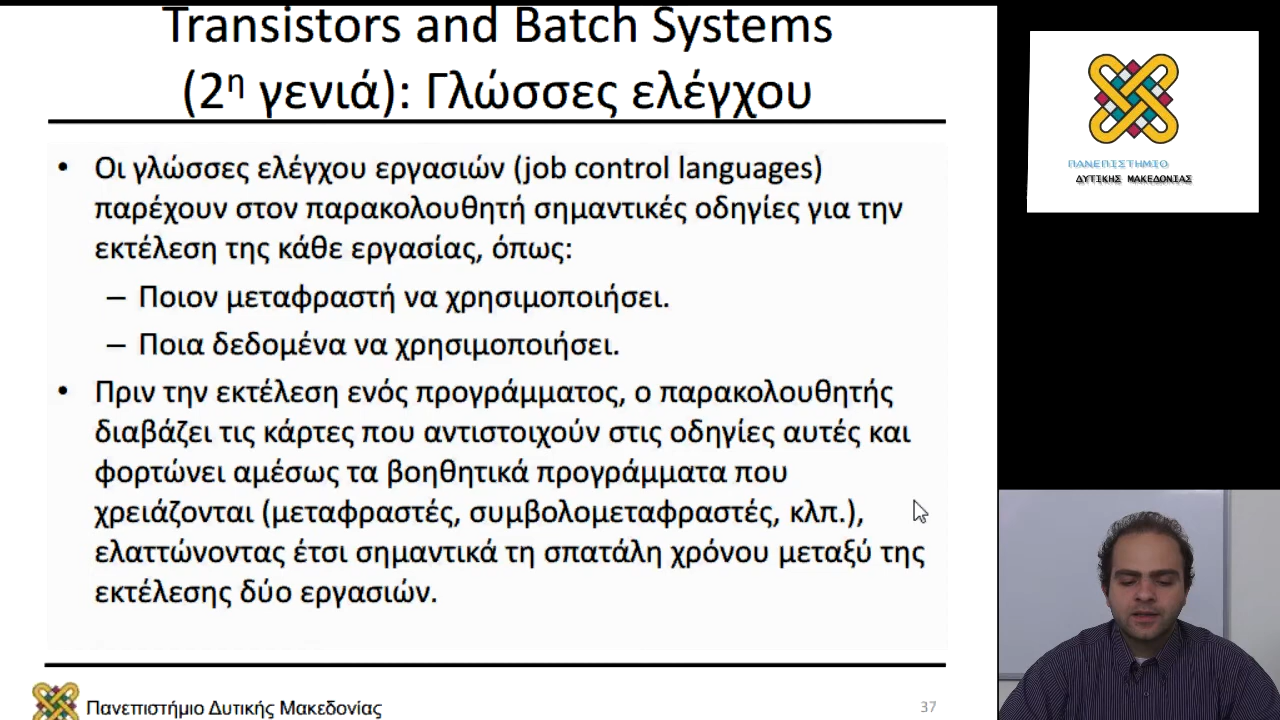 Transistors and Batch Systems
(2η γενιά): Γλώσσες ελέγχου
• Οι γλώσσες ελέγχου εργασιών (job control languages)
παρέχουν στον παρακολουθητή σημαντικές οδηγίες για την
εκτέλεση της κάθε εργασίας, όπως:
– Ποιον μεταφραστή να χρησιμοποιήσει.
– Ποια δεδομένα να χρησιμοποιήσει.
• Πριν την εκτέλεση ενός προγράμματος, ο παρακολουθητής
διαβάζει τις κάρτες που αντιστοιχούν στις οδηγίες αυτές και
φορτώνει αμέσως τα βοηθητικά προγράμματα που
χρειάζονται (μεταφραστές, συμβολομεταφραστές, κλπ.),
ελαττώνοντας έτσι σημαντικά τη σπατάλη χρόνου μεταξύ της
εκτέλεσης δύο εργασιών.
Πανεπιστήμιο Δυτικής Μακεδονίας
37
ΠΑΝΕΠΙΣΤΗΜΙΟ
ΔΥΤΙΚΗΣ ΜΑΚΕΔΟΝΙΑΣ